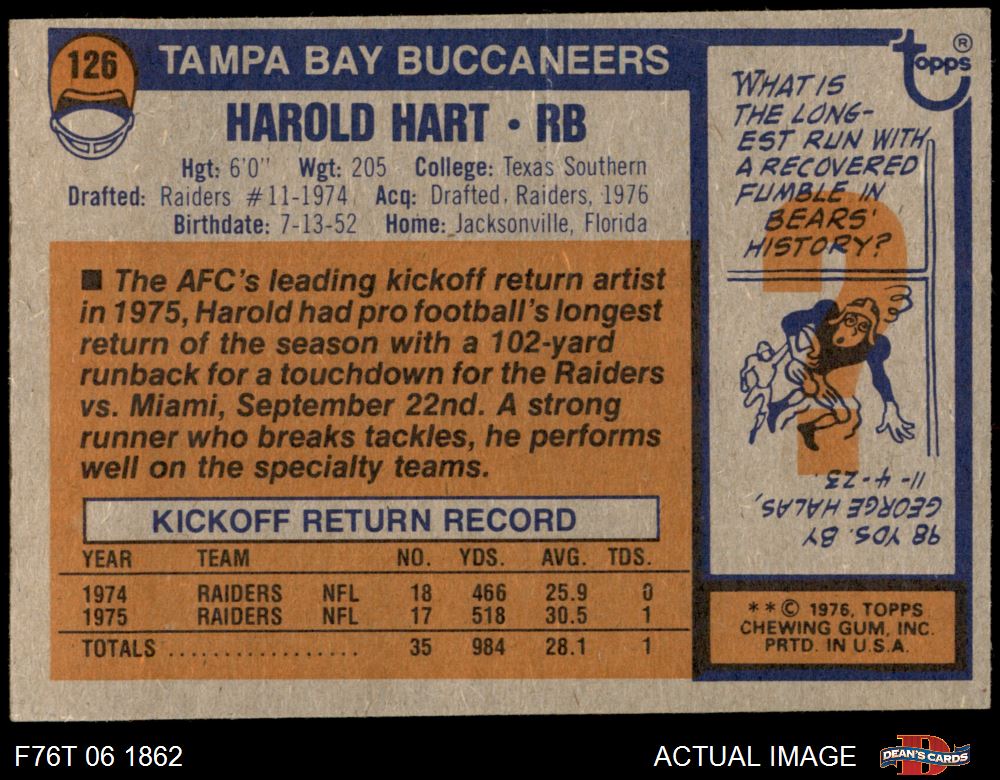 126
TAMPA BAY BUCCANEERS
HAROLD HART • RB
Hgt: 6'0" Wgt: 205 College: Texas Southern
Drafted: Raiders #11-1974 Acq: Drafted, Raiders, 1976
Birthdate: 7-13-52 Home: Jacksonville, Florida
■ The AFC's leading kickoff return artist
in 1975, Harold had pro football's longest
return of the season with a 102-yard
runback for a touchdown for the Raiders
vs. Miami, September 22nd. A strong
runner who breaks tackles, he performs
well on the specialty teams.
KICKOFF RETURN RECORD
YEAR TEAM NO. YDS. AVG. TDS.
1974 RAIDERS NFL 18 466 25.9 0
1975 RAIDERS NFL 17 518 30.5 1
TOTALS ................. 35 984 28.1 1
Topps ®
WHAT IS
THE LONG-
EST RUN WITH
A RECOVERED
FUMBLE IN
BEARS'
HISTORY?
?
98 YDS. BY
GEORGE HALAS,
11-4-23.
**© 1976, TOPPS
CHEWING GUM, INC.
PRTD. IN U.S.A.
F76T 06 1862
ACTUAL IMAGE
D
DEAN'S CARDS